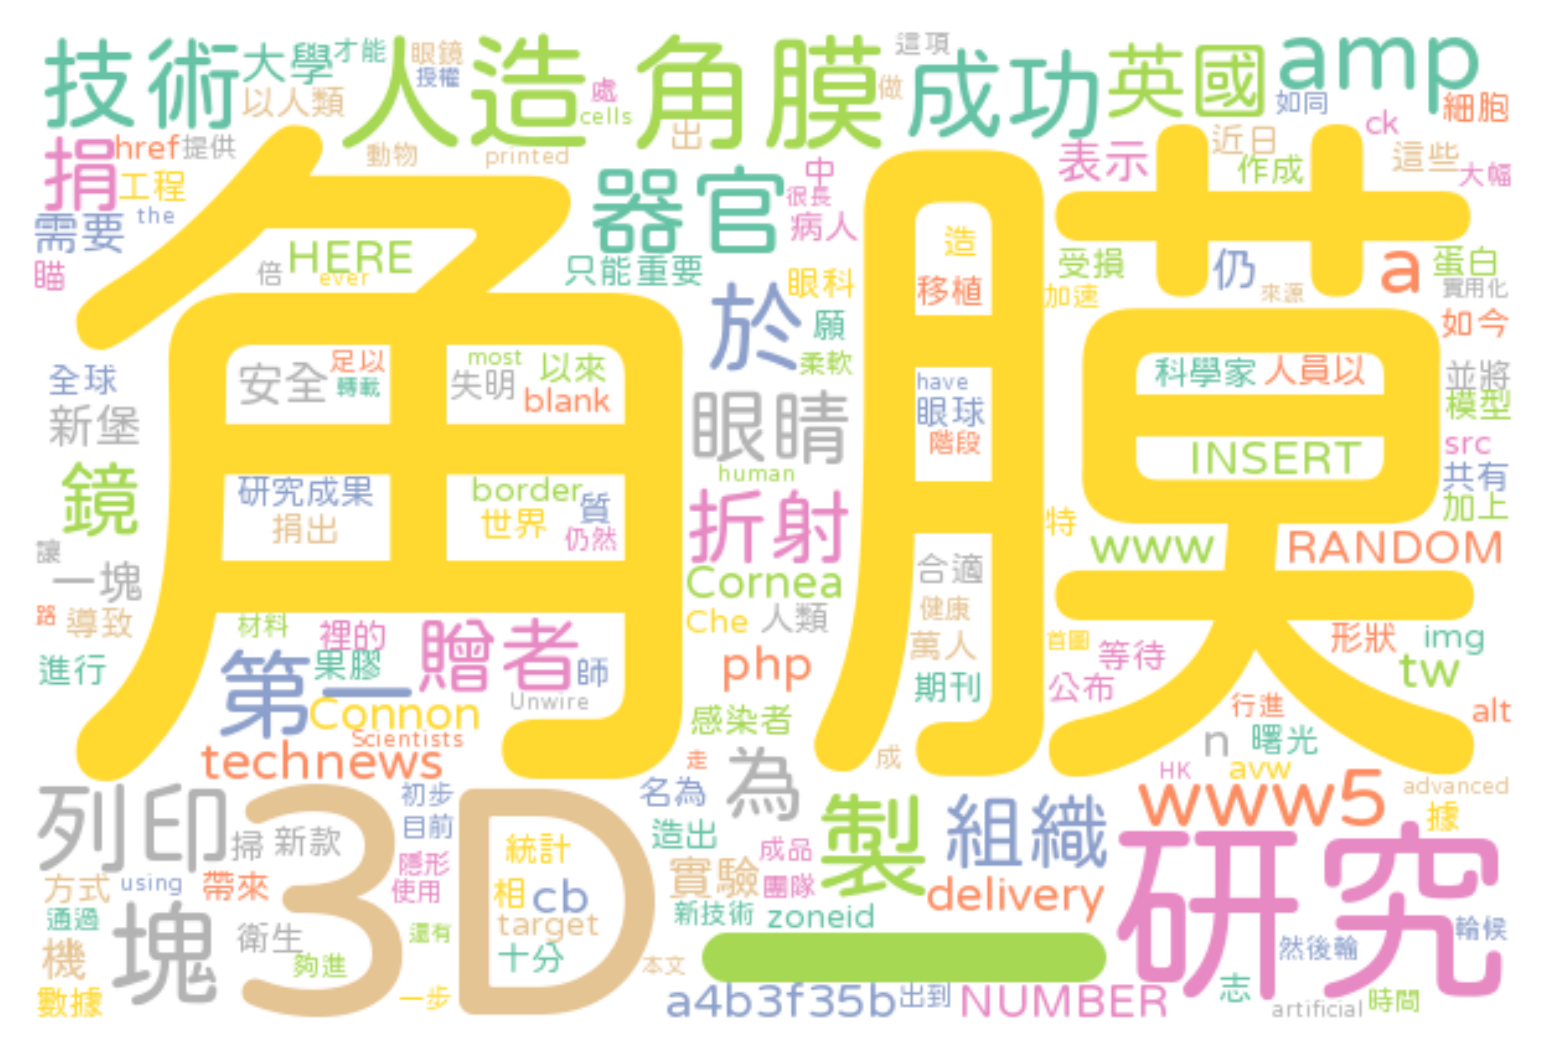 技術 大學 才能 人造 眼鏡 授權 角膜 這項 成功 英國 amp
以人類 處 cells 做 如同 細胞
捐 href 提供 動物 printed 出 中 表示 近日 ck 這些
工程 器官 很長 作成 大幅
需要 the 病人
瞄 倍 HERE ever 只能 重要 眼科 造 受損 仍 a 蛋白
角膜
於 移植 加速 來源 實用化
願 如今
全球 安全 足以 轉載 most 以來 失明 blank 柔軟 have 科學家 人員 以 並將
新堡 眼睛 眼球 模型
階段 INSERT src
鏡 研究成果 border 質 human 共有
捐出 世界 仍然 折射 特 加上
讓 一塊 Cornea 合適 www RANDOM
路 導致 材料 裡的 贈者 Che 人類 健康 首圖 形狀 img
進行 第一 果膠 師 php 萬人 等待 tw
Connon Unwire 期刊 公布
Scientists 感染者 行進 alt
technews 走 為 成 n 曙光
列印 3D 初步 名為 HK avw advanced
掃 新款 目前 造出 製 組織 www5 據
方式 using 帶來 隱形 統計 實驗 成品 研究
使用 相 cb 團隊 delivery
通過 塊 衛生 還有 target 新技術 zoneid 輪候
機 夠進 十分 本文 一 然後輪
數據 一步 a4b3f35b 出到 NUMBER 志 artificial 時間